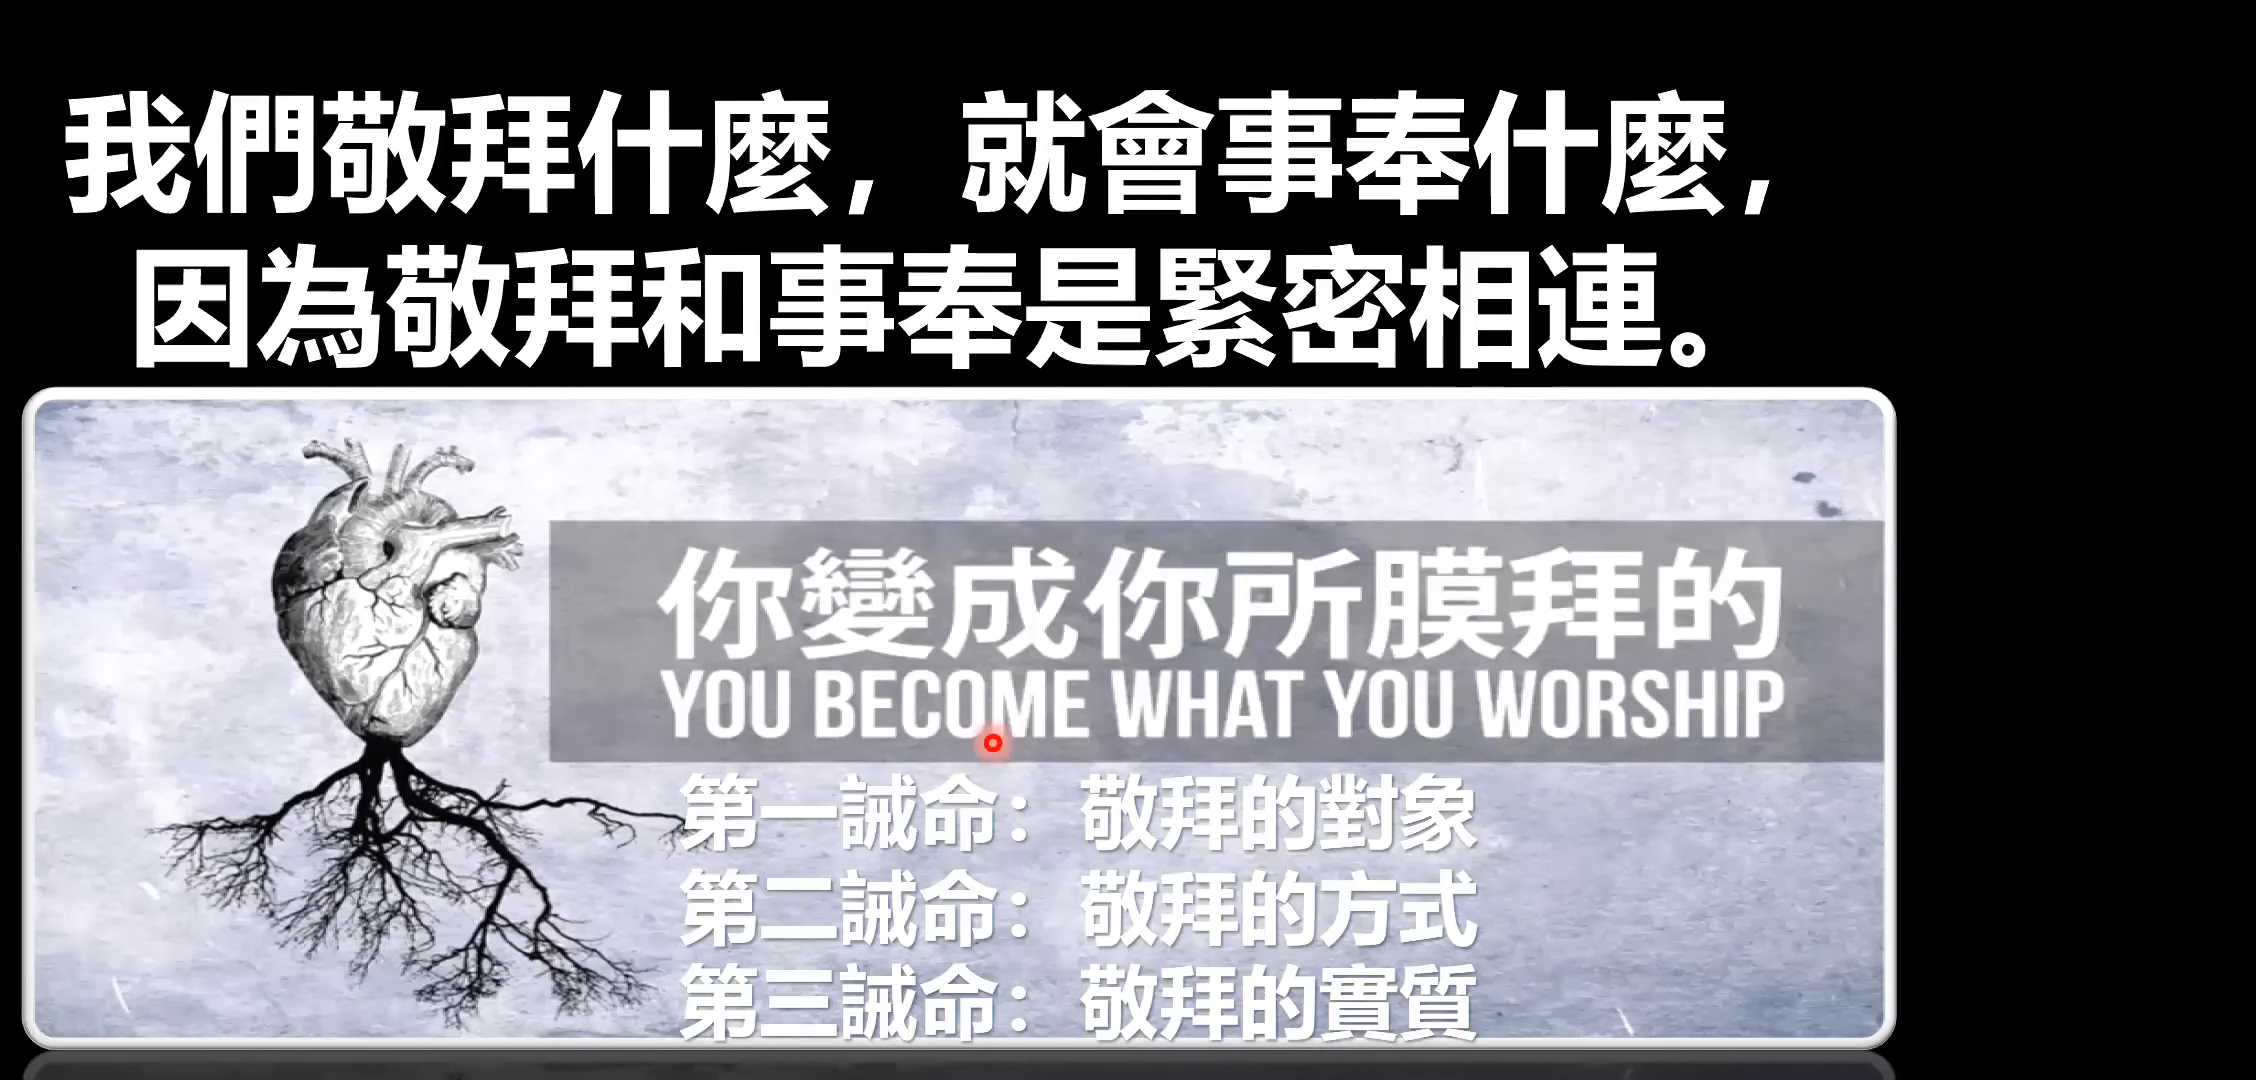 我們敬拜什麼，就會事奉什麼，
因為敬拜和事奉是緊密相連。
你變成你所膜拜的
YOU BECOME WHAT YOU WORSHIP
第一誡命：敬拜的對象
第二誡命：敬拜的方式
第三誡命：敬拜的實質